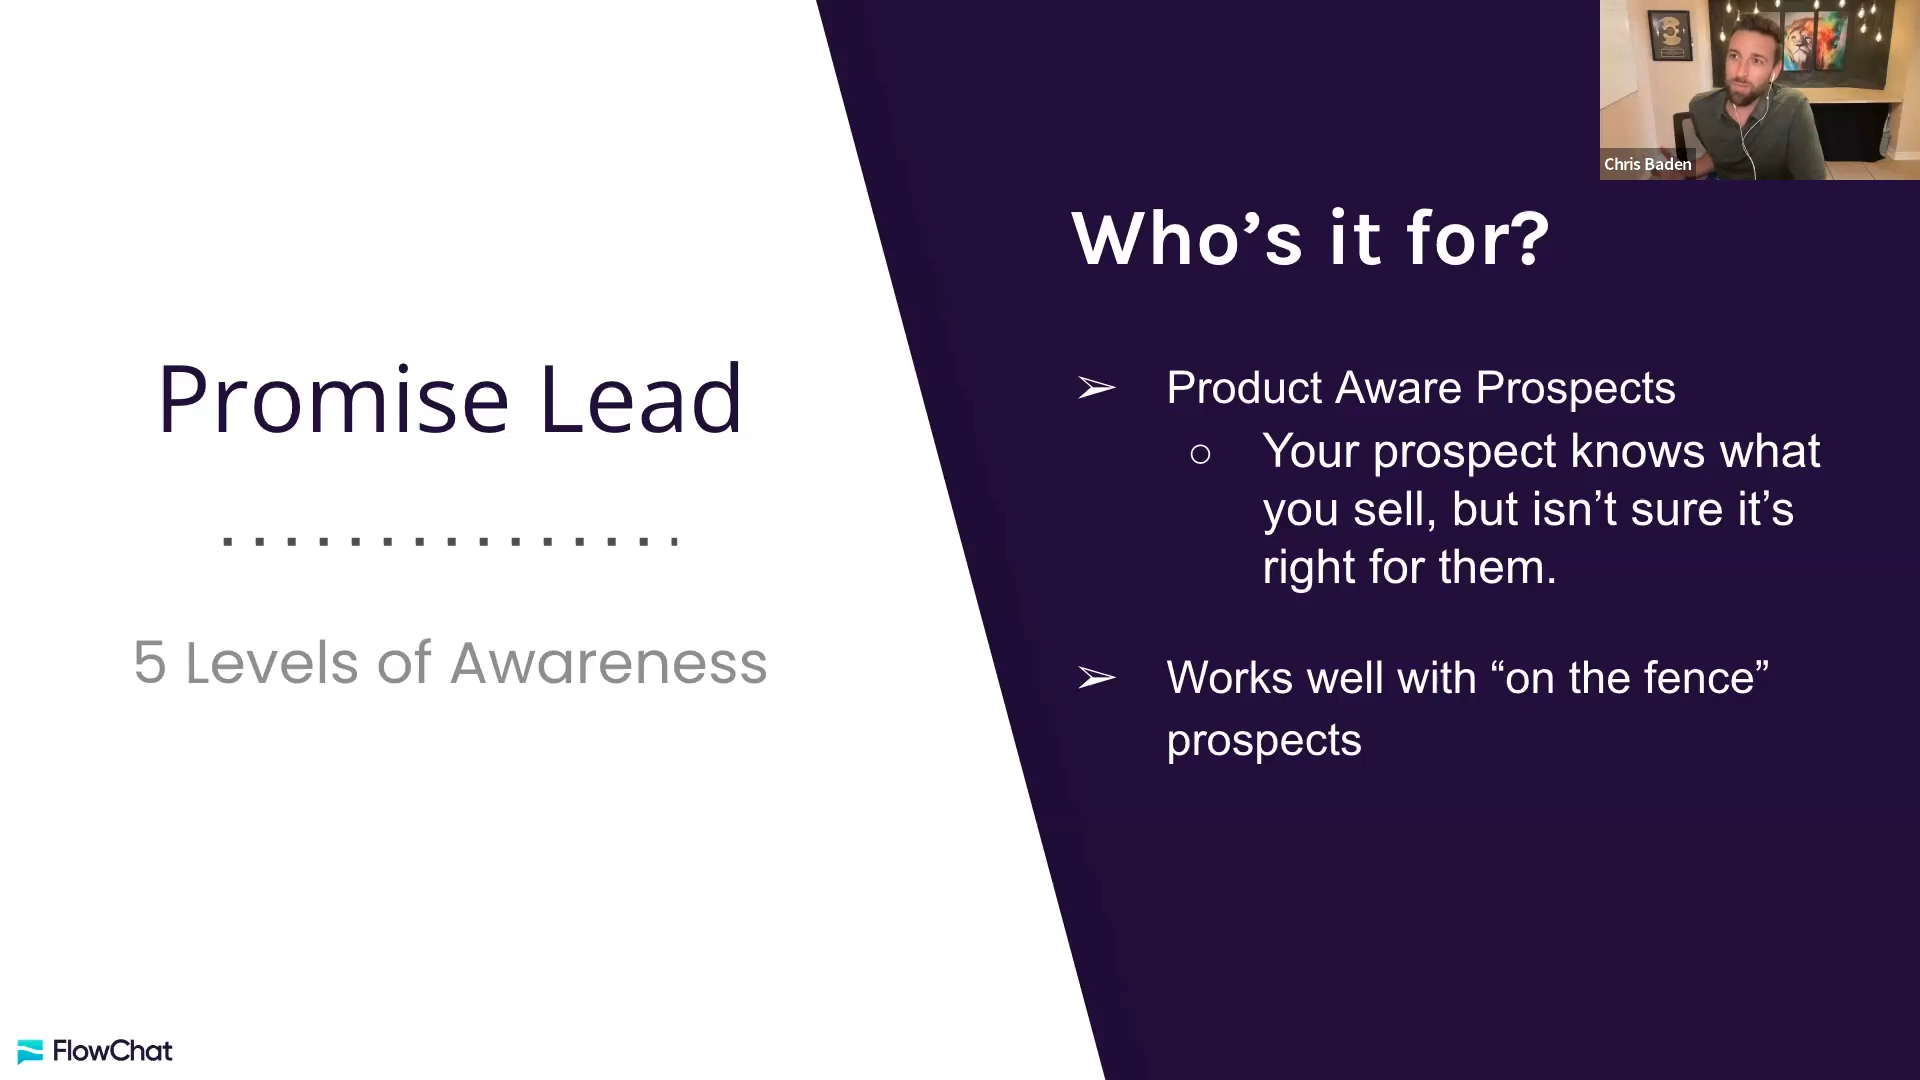 Promise Lead
5 Levels of Awareness
FlowChat
Chris Baden
Who’s it for?
➢ Product Aware Prospects
○ Your prospect knows what
you sell, but isn’t sure it’s
right for them.
➢ Works well with “on the fence”
prospects